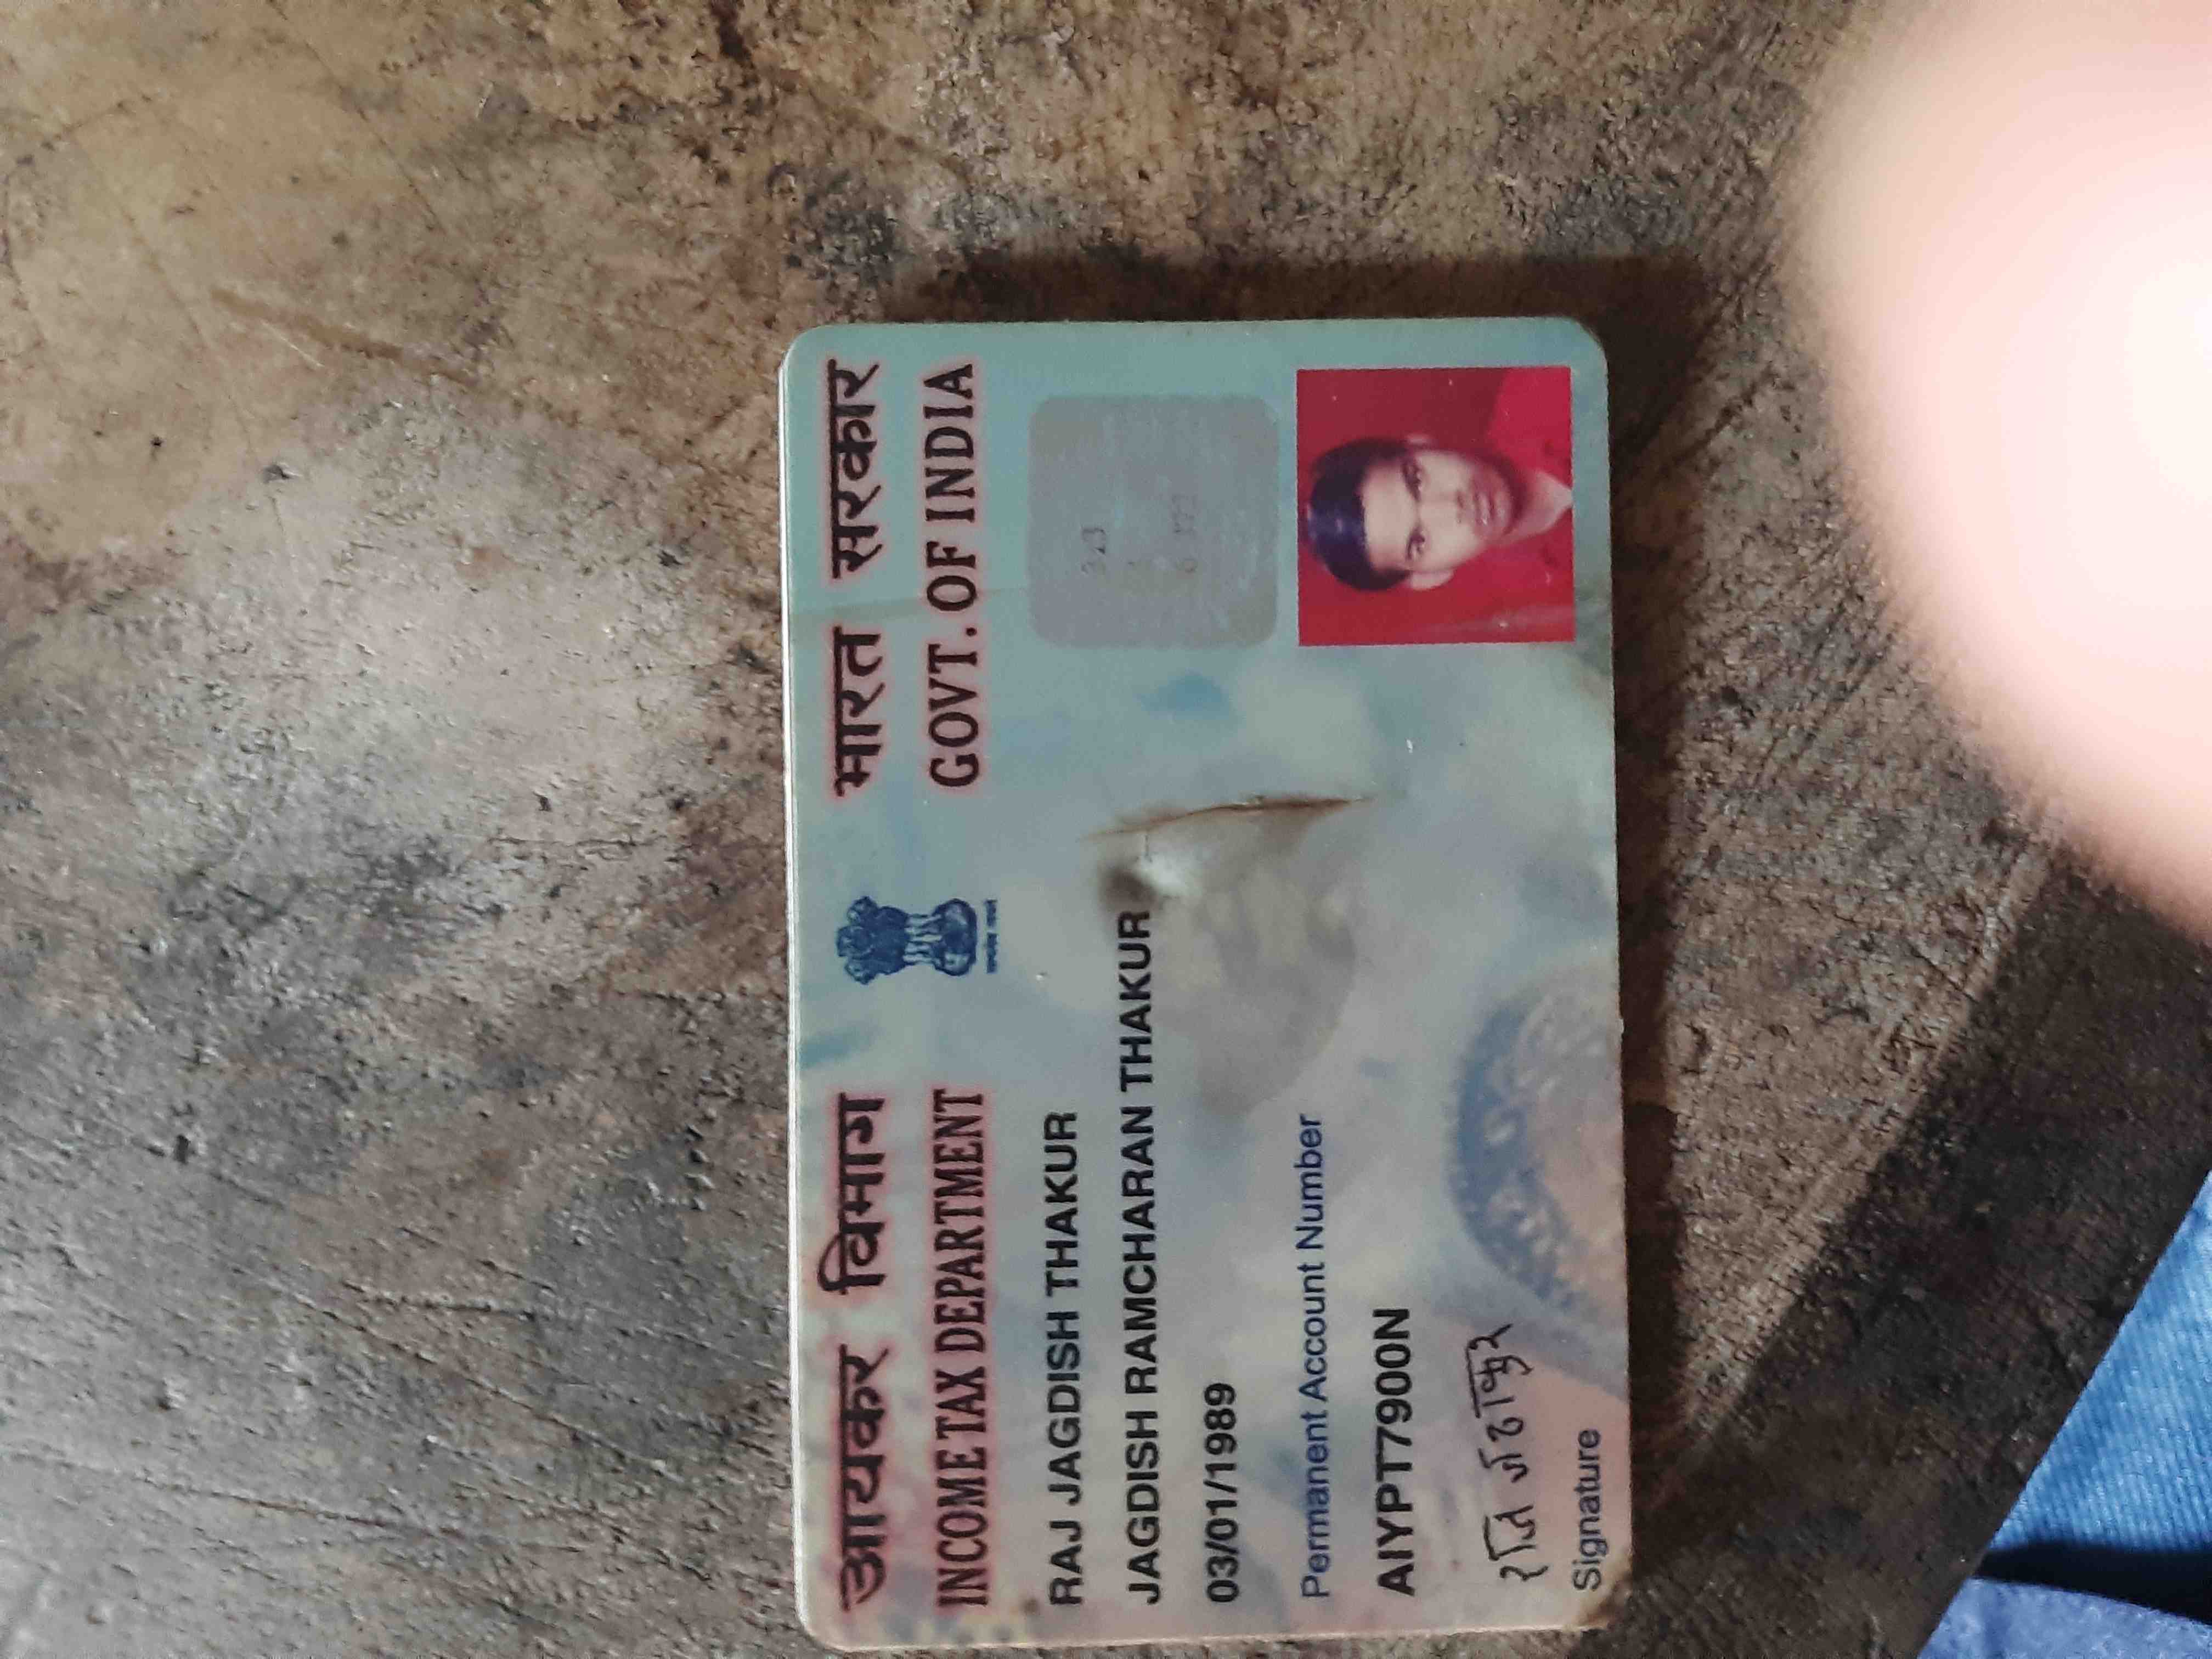 आयकर विभाग
INCOME TAX DEPARTMENT
भारत सरकार
GOVT. OF INDIA
RAJ JAGDISH THAKUR
JAGDISH RAMCHARAN THAKUR
03/01/1989
Permanent Account Number
AIYPT7900N
Signature